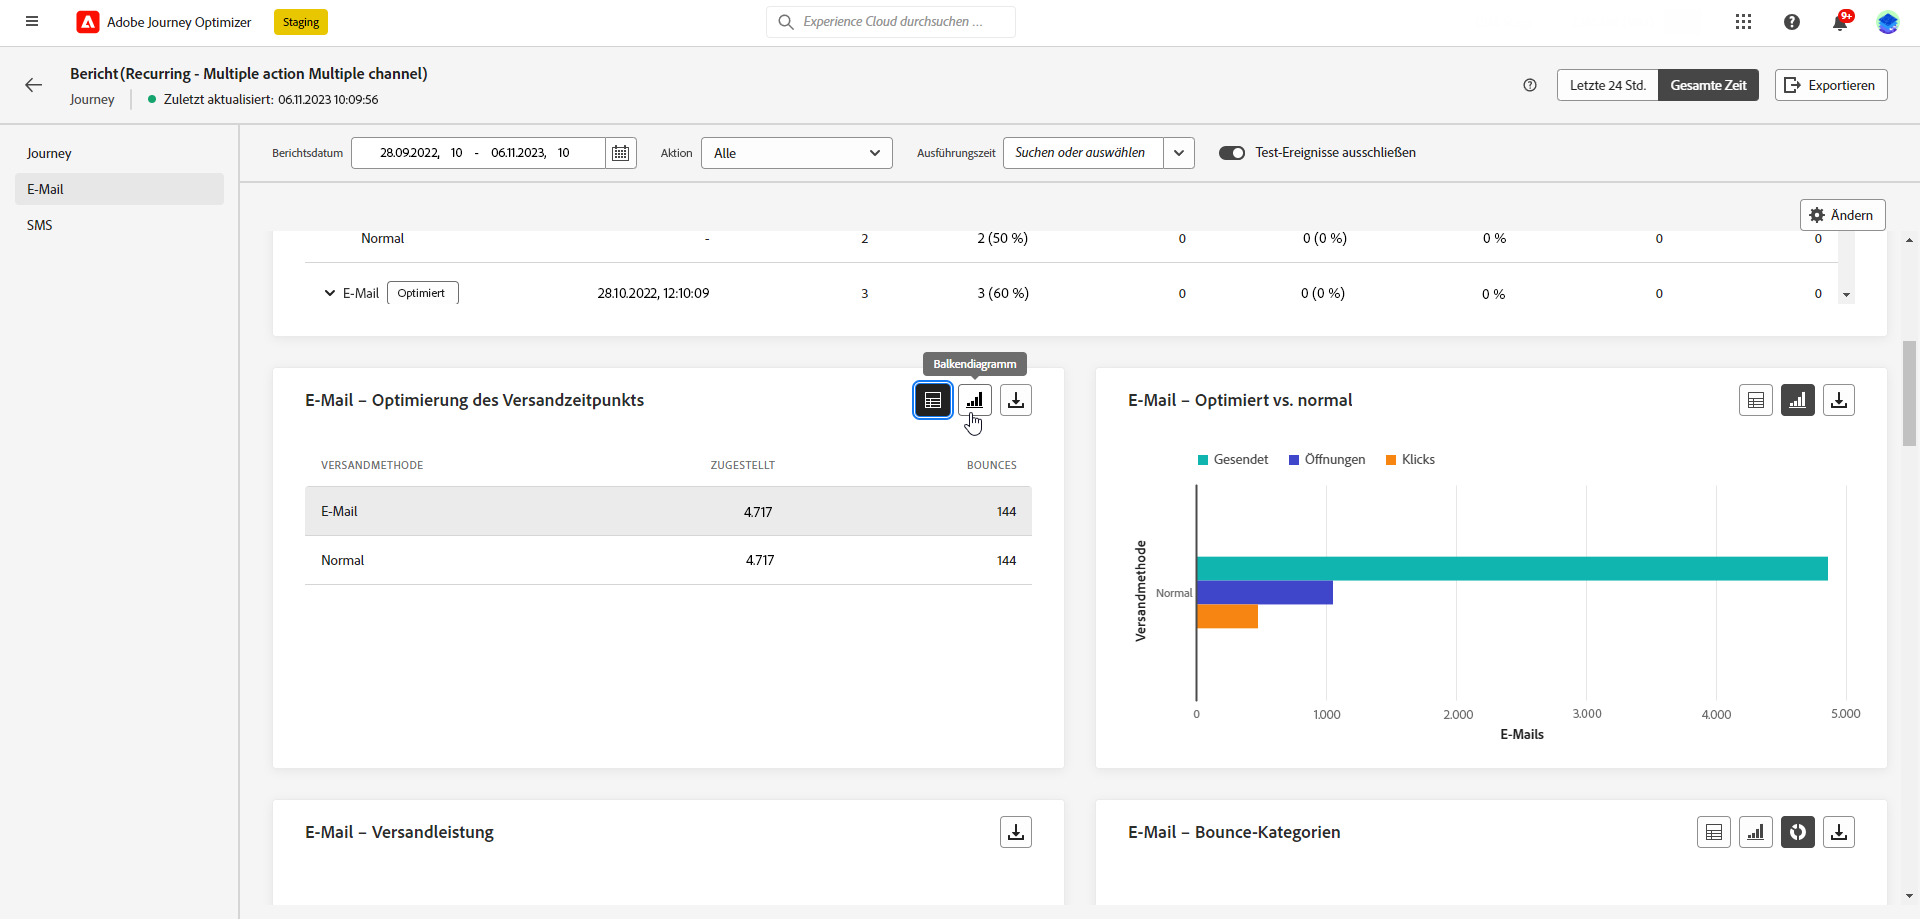 Adobe Journey Optimizer
Staging
Experience Cloud durchsuchen ...
9+
Bericht (Recurring - Multiple action Multiple channel)
Journey
Zuletzt aktualisiert: 06.11.2023 10:09:56
Letzte 24 Std.
Gesamte Zeit
Exportieren
Journey
E-Mail
SMS
Berichtsdatum
28.09.2022, 10 - 06.11.2023, 10
Aktion
Alle
Ausführungszeit
Suchen oder auswählen
Test-Ereignisse ausschließen
Ändern
Normal - 2 2 (50 %) 0 0 (0 %) 0 % 0 0
E-Mail Optimiert 28.10.2022, 12:10:09 3 3 (60 %) 0 0 (0 %) 0 % 0 0
Balkendiagramm
E-Mail – Optimierung des Versandzeitpunkts
VERSANDMETHODE ZUGESTELLT BOUNCES
E-Mail 4.717 144
Normal 4.717 144
E-Mail – Optimiert vs. normal
Gesendet Öffnungen Klicks
Versandmethode
Normal
0 1.000 2.000 3.000 4.000 5.000
E-Mails
E-Mail – Versandleistung
E-Mail – Bounce-Kategorien